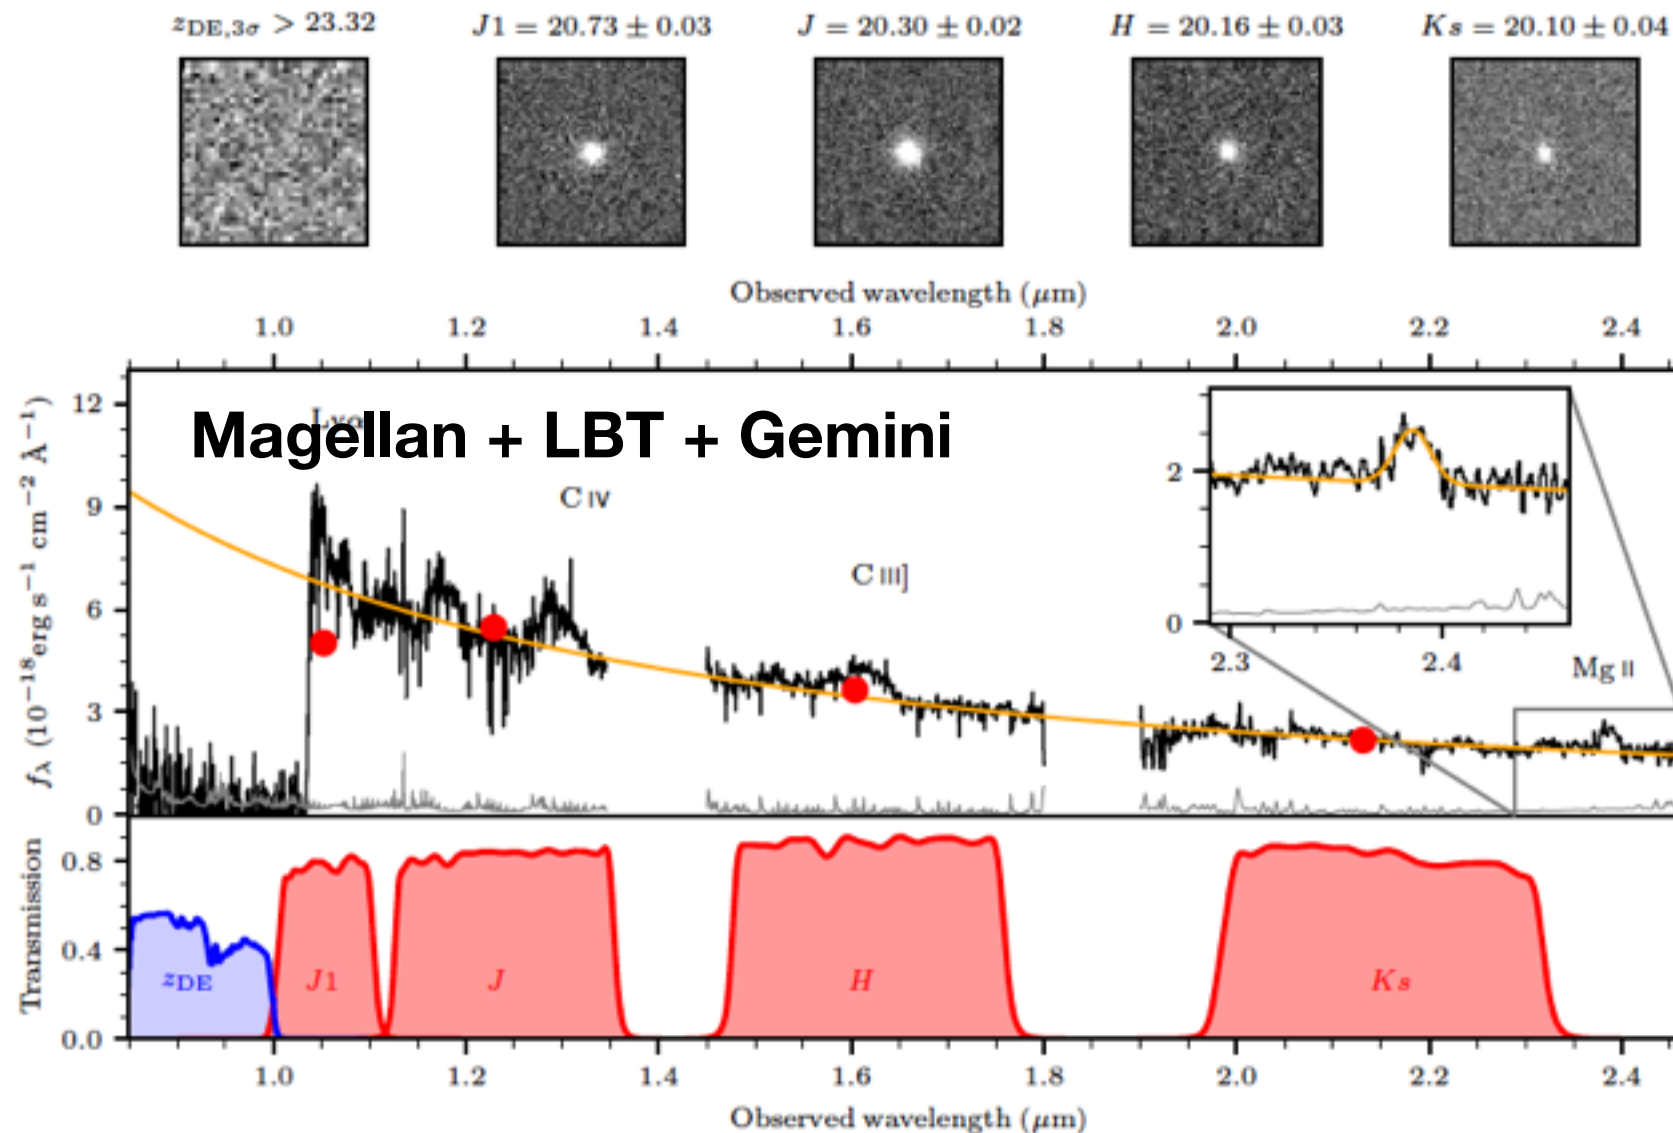 z_DE,3σ > 23.32 J1 = 20.73 ± 0.03 J = 20.30 ± 0.02 H = 20.16 ± 0.03 Ks = 20.10 ± 0.04
Observed wavelength (μm)
1.0 1.2 1.4 1.6 1.8 2.0 2.2 2.4
Magellan + LBT + Gemini
Lyα
C IV
C III]
Mg II
f_λ (10⁻¹⁸erg s⁻¹ cm⁻² Å⁻¹)
12
9
6
3
0
2
0
2.3 2.4
Transmission
0.8
0.4
0.0
z_DE J1 J H Ks
1.0 1.2 1.4 1.6 1.8 2.0 2.2 2.4
Observed wavelength (μm)